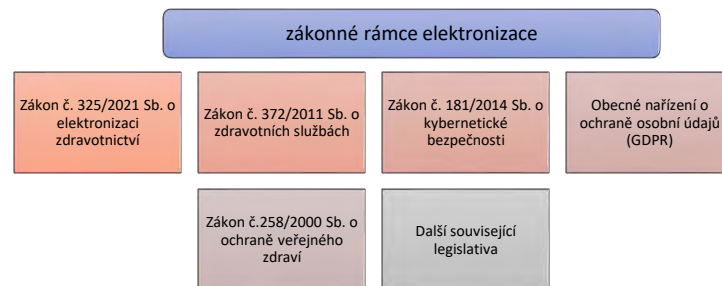 zákonné rámce elektronizace
Zákon č. 325/2021 Sb. o
elektronizaci
zdravotnictví
Zákon č. 372/2011 Sb. o
zdravotních službách
Zákon č. 181/2014 Sb. o
kybernetické
bezpečnosti
Obecné nařízení o
ochraně osobní údajů
(GDPR)
Zákon č.258/2000 Sb. o
ochraně veřejného
zdraví
Další související
legislativa